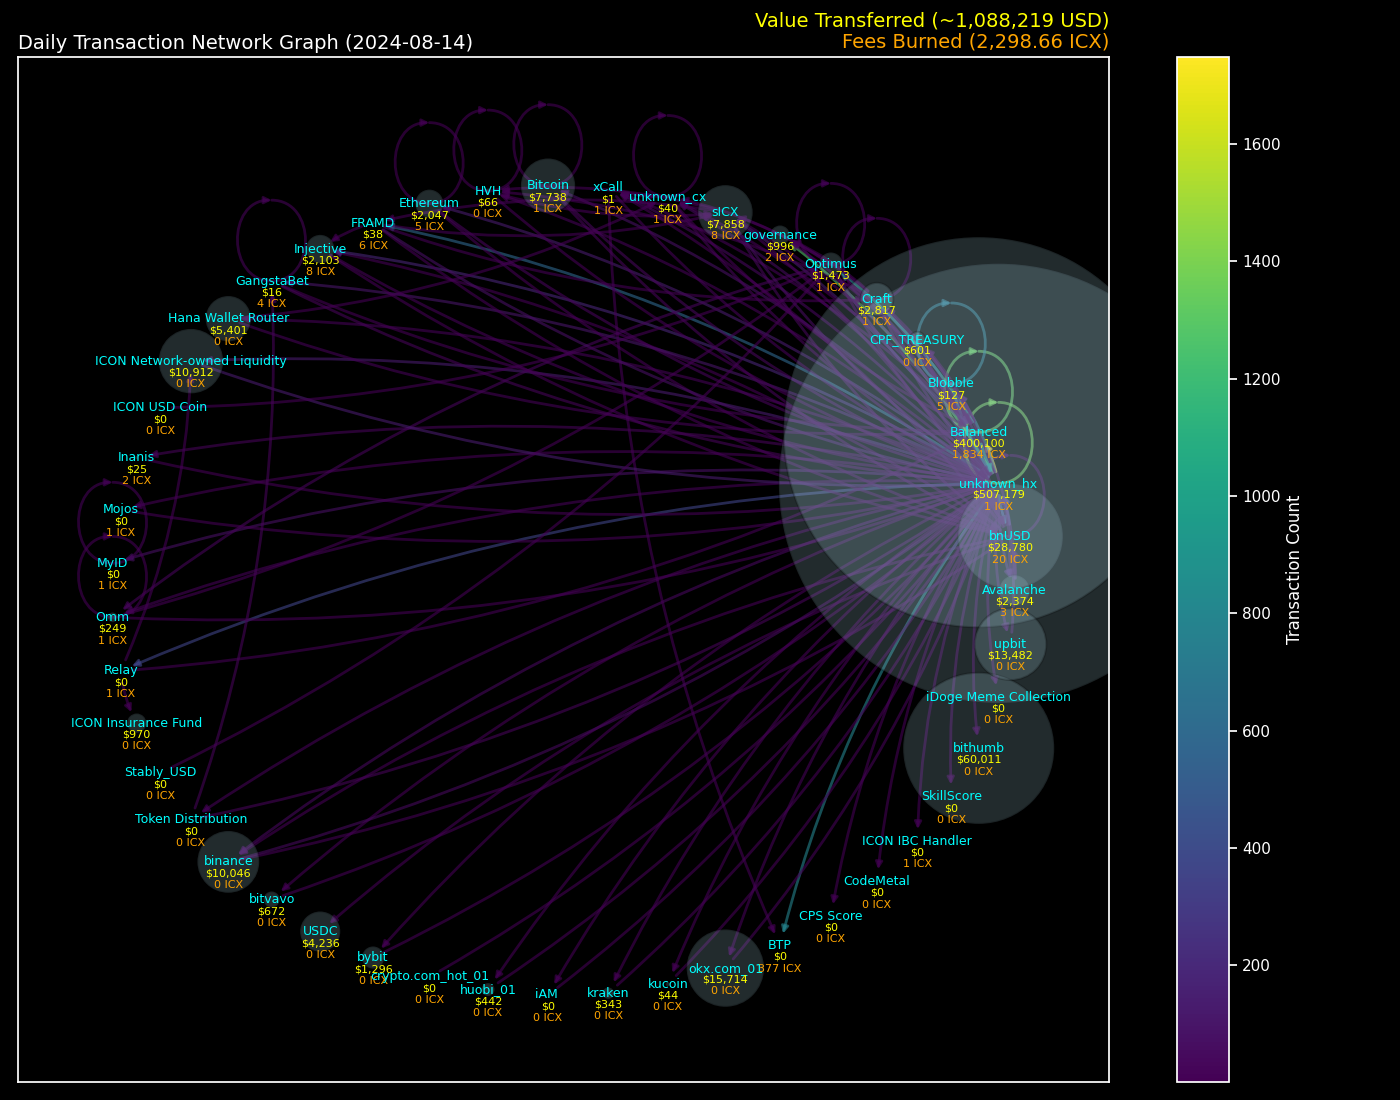 Value Transferred (~1,088,219 USD)
Daily Transaction Network Graph (2024-08-14)
Fees Burned (2,298.66 ICX)
Bitcoin
$7,738
1 ICX
xCall
$1
1 ICX
HVH
$66
0 ICX
unknown_cx
$40
1 ICX
Ethereum
$2,047
5 ICX
sICX
$7,858
8 ICX
FRAMD
$38
6 ICX
governance
$996
2 ICX
Injective
$2,103
8 ICX
Optimus
$1,473
1 ICX
GangstaBet
$16
4 ICX
Craft
$2,817
1 ICX
Hana Wallet Router
$5,401
0 ICX
CPF_TREASURY
$601
0 ICX
ICON Network-owned Liquidity
$10,912
0 ICX
Blobble
$127
5 ICX
ICON USD Coin
$0
0 ICX
Balanced
$400,100
1,834 ICX
Inanis
$25
2 ICX
unknown_hx
$507,179
1 ICX
Mojos
$0
1 ICX
bnUSD
$28,780
20 ICX
MyID
$0
1 ICX
Avalanche
$2,374
3 ICX
Omm
$249
1 ICX
upbit
$13,482
0 ICX
Relay
$0
1 ICX
iDoge Meme Collection
$0
0 ICX
ICON Insurance Fund
$970
0 ICX
bithumb
$60,011
0 ICX
Stably_USD
$0
0 ICX
SkillScore
$0
0 ICX
Token Distribution
$0
0 ICX
ICON IBC Handler
$0
1 ICX
binance
$10,046
0 ICX
CodeMetal
$0
0 ICX
bitvavo
$672
0 ICX
CPS Score
$0
0 ICX
USDC
$4,236
0 ICX
BTP
$0
377 ICX
bybit
$1,296
0 ICX
okx.com_01
$15,714
0 ICX
crypto.com_hot_01
$0
0 ICX
kucoin
$44
0 ICX
huobi_01
$442
0 ICX
kraken
$343
0 ICX
iAM
$0
0 ICX
1600
1400
1200
1000
800
600
400
200
Transaction Count